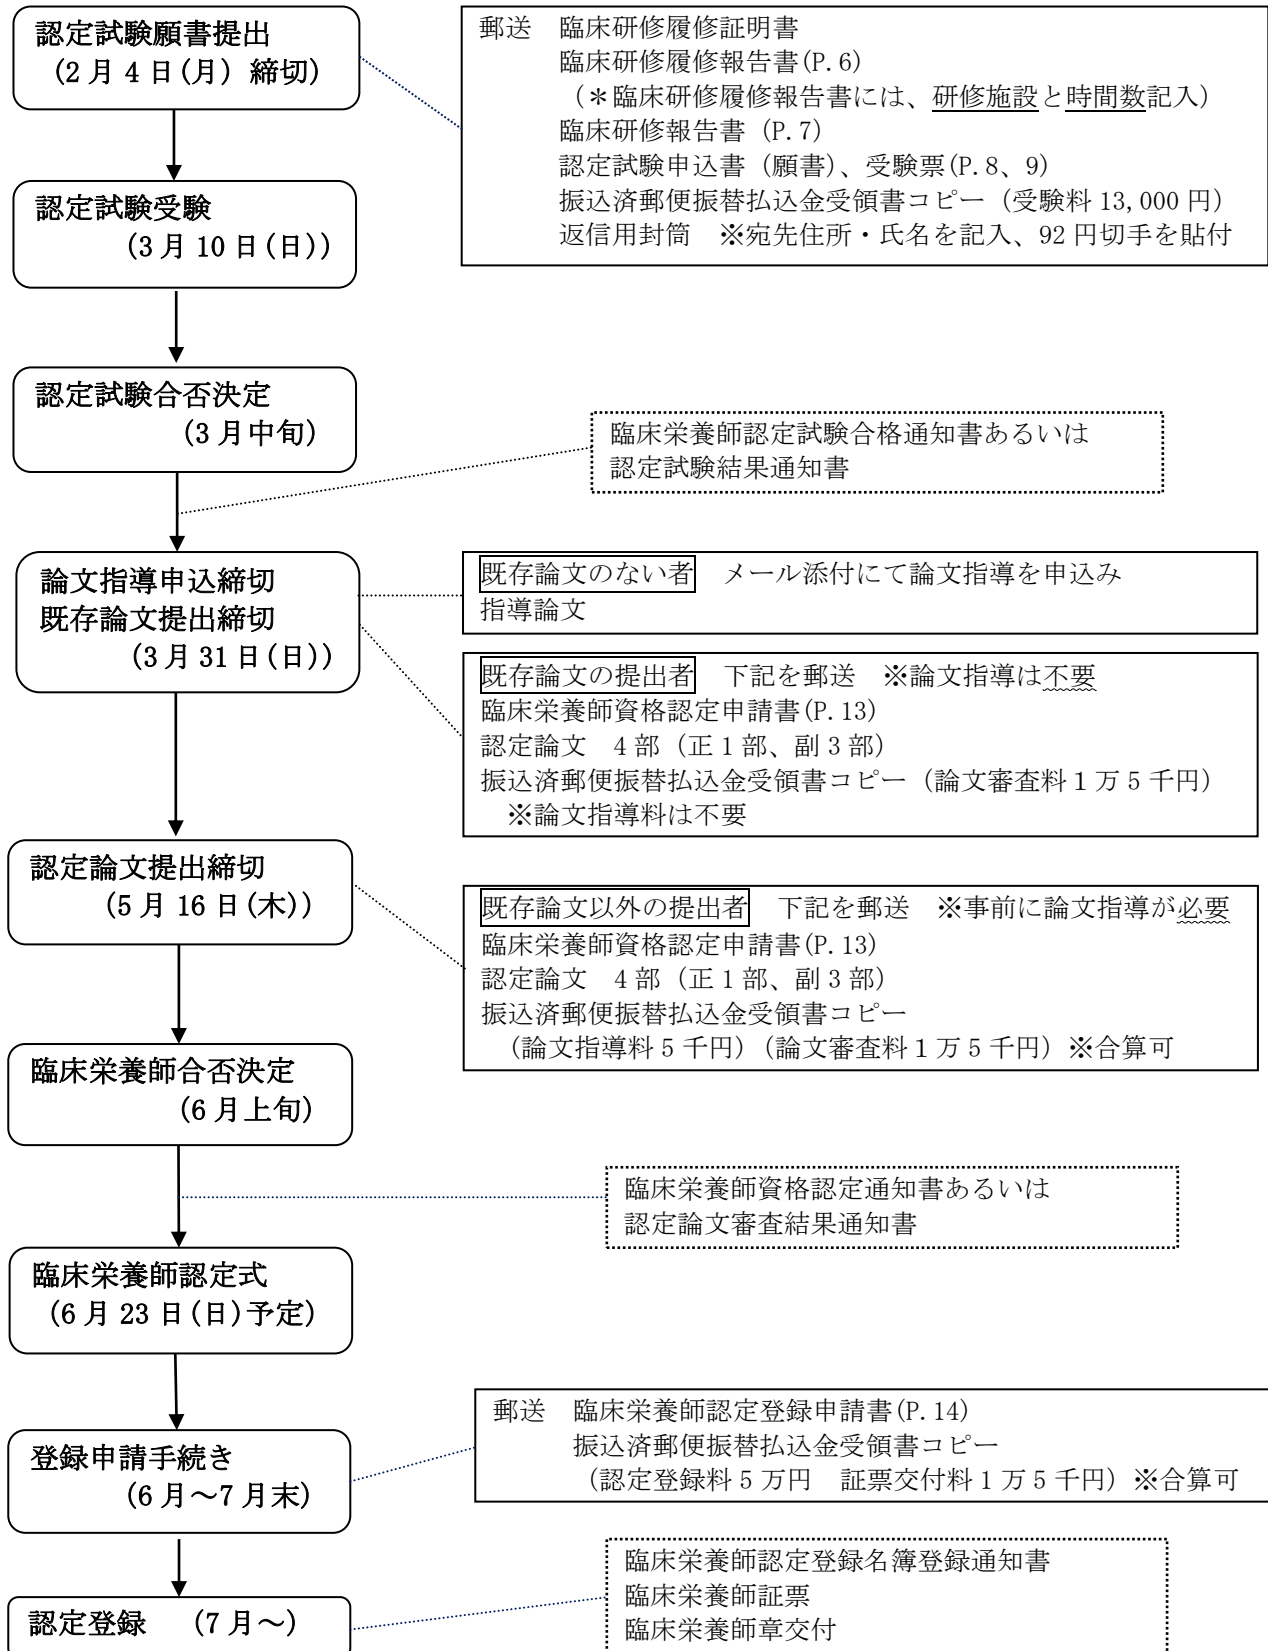 認定試験願書提出
(2月4日(月) 締切)
郵送　臨床研修履修証明書
臨床研修履修報告書(P.6)
(＊臨床研修履修報告書には、研修施設と時間数記入)
臨床研修報告書 (P.7)
認定試験申込書(願書)、受験票(P.8、9)
振込済郵便振替払込金受領書コピー (受験料 13,000 円)
返信用封筒　※宛先住所・氏名を記入、92 円切手を貼付
認定試験受験
(3月10日(日))
認定試験合否決定
(3月中旬)
臨床栄養師認定試験合格通知書あるいは
認定試験結果通知書
論文指導申込締切
既存論文提出締切
(3月31日(日))
既存論文のない者　メール添付にて論文指導を申込み
指導論文
既存論文の提出者　下記を郵送　※論文指導は不要
臨床栄養師資格認定申請書(P.13)
認定論文　4部(正1部、副3部)
振込済郵便振替払込金受領書コピー (論文審査料1万5千円)
※論文指導料は不要
認定論文提出締切
(5月16日(木))
既存論文以外の提出者　下記を郵送　※事前に論文指導が必要
臨床栄養師資格認定申請書(P.13)
認定論文　4部(正1部、副3部)
振込済郵便振替払込金受領書コピー
(論文指導料5千円)(論文審査料1万5千円)※合算可
臨床栄養師合否決定
(6月上旬)
臨床栄養師資格認定通知書あるいは
認定論文審査結果通知書
臨床栄養師認定式
(6月23日(日)予定)
登録申請手続き
(6月～7月末)
郵送　臨床栄養師認定登録申請書(P.14)
振込済郵便振替払込金受領書コピー
(認定登録料5万円　証票交付料1万5千円)※合算可
認定登録　(7月～)
臨床栄養師認定登録名簿登録通知書
臨床栄養師証票
臨床栄養師章交付